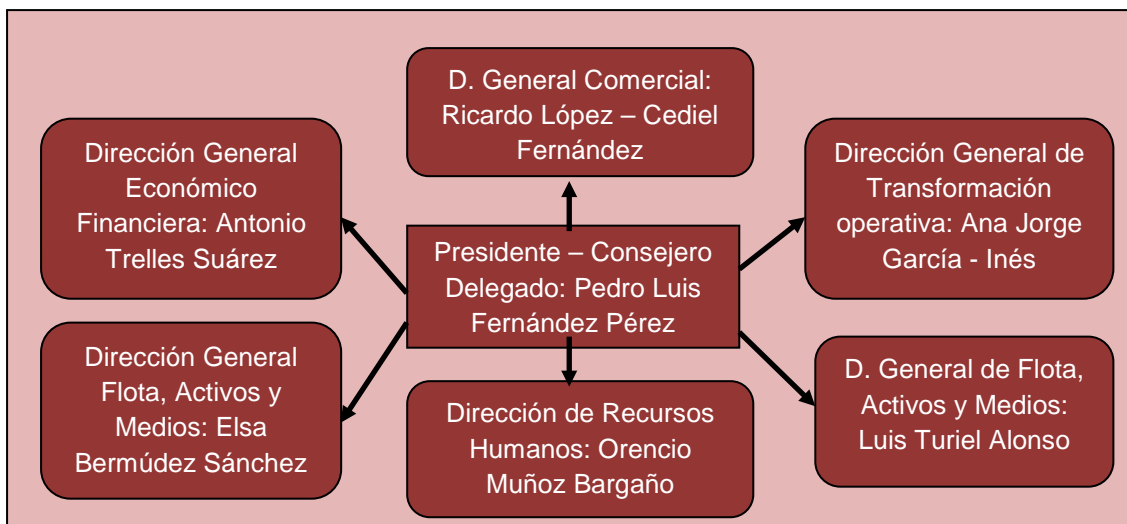 D. General Comercial:
Ricardo López – Cediel
Fernández
Dirección General
Económico
Financiera: Antonio
Trelles Suárez
Dirección General de
Transformación
operativa: Ana Jorge
García - Inés
Presidente – Consejero
Delegado: Pedro Luis
Fernández Pérez
Dirección General
Flota, Activos y
Medios: Elsa
Bermúdez Sánchez
Dirección de Recursos
Humanos: Orencio
Muñoz Bargaño
D. General de Flota,
Activos y Medios:
Luis Turiel Alonso